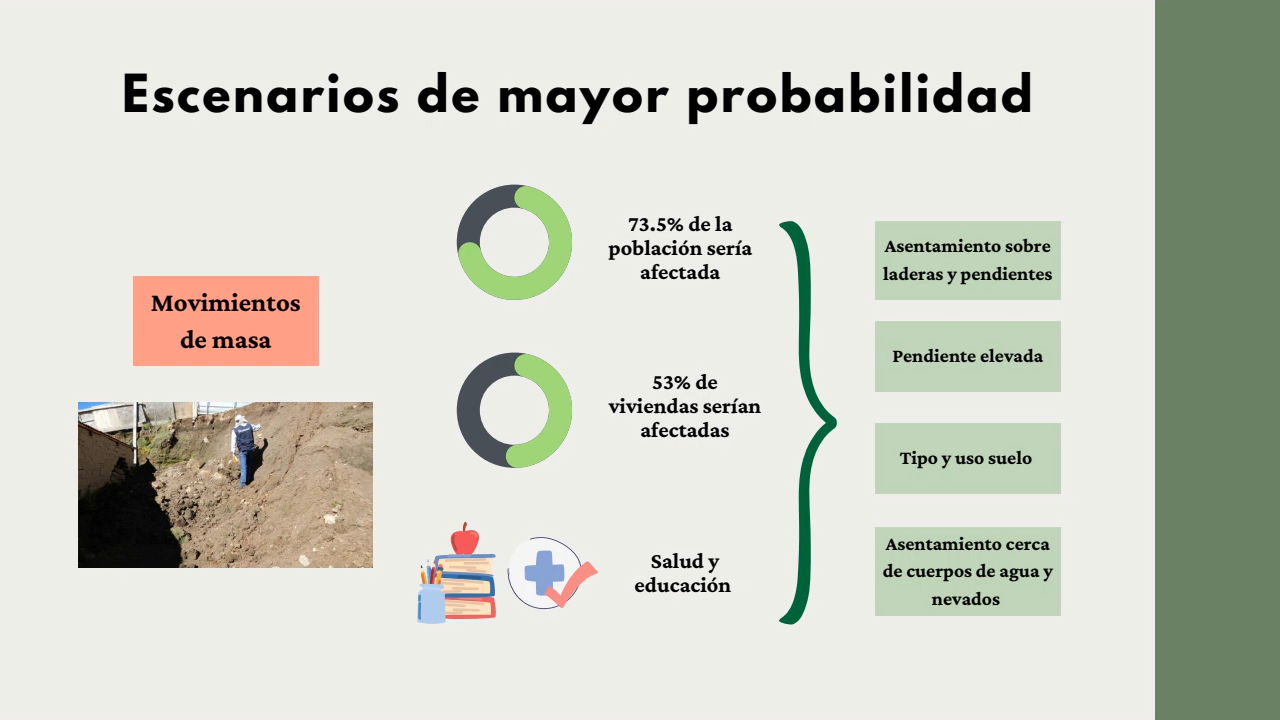 Escenarios de mayor probabilidad
Movimientos
de masa
73.5% de la
población sería
afectada
53% de
viviendas serían
afectadas
Salud y
educación
Asentamiento sobre
laderas y pendientes
Pendiente elevada
Tipo y uso suelo
Asentamiento cerca
de cuerpos de agua y
nevados